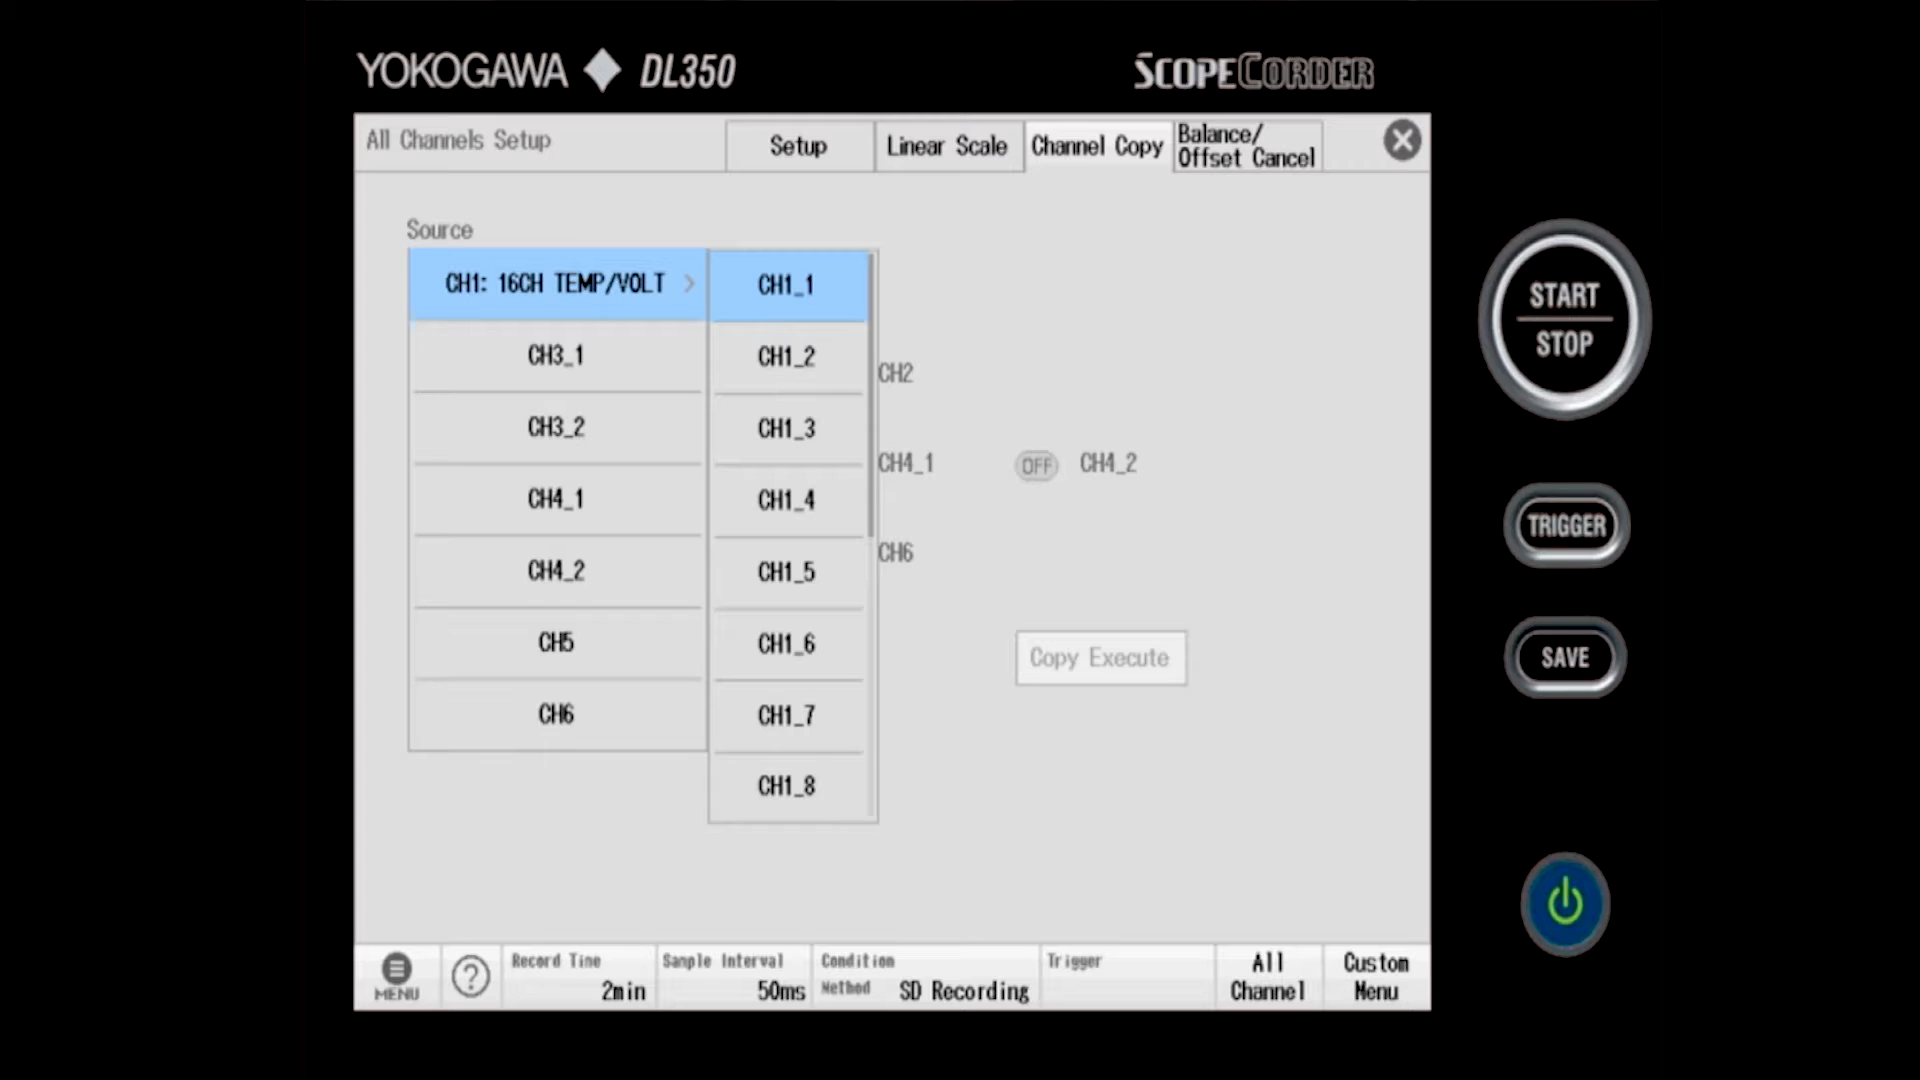 YOKOGAWA DL350
SCOPECORDER
All Channels Setup
Setup
Linear Scale
Channel Copy
Balance/
Offset Cancel
Source
CH1: 16CH TEMP/VOLT
CH3_1
CH3_2
CH4_1
CH4_2
CH5
CH6
CH1_1
CH1_2
CH1_3
CH1_4
CH1_5
CH1_6
CH1_7
CH1_8
CH2
CH4_1
OFF
CH4_2
CH6
Copy Execute
START
STOP
TRIGGER
SAVE
MENU
?
Record Time
2min
Sample Interval
50ms
Condition
Method SD Recording
Trigger
All
Channel
Custom
Menu